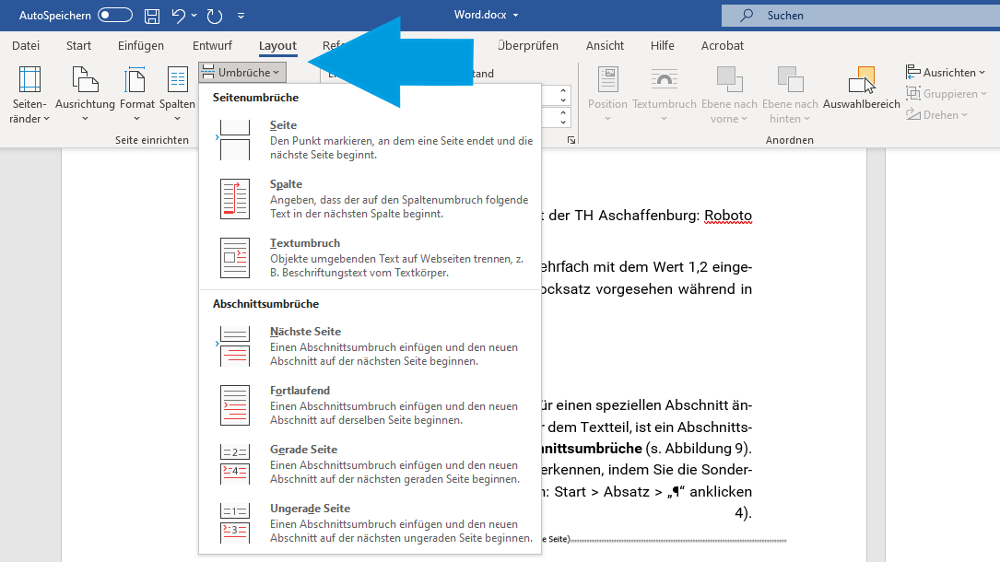 AutoSpeichern
Word.docx
Suchen
Datei Start Einfügen Entwurf Layout Überprüfen Ansicht Hilfe Acrobat
Seiten-
ränder
Ausrichtung
Format
Spalten
Umbrüche
Seite einrichten
Position
Textumbruch
Ebene nach
vorne
Ebene nach
hinten
Auswahlbereich
Ausrichten
Gruppieren
Drehen
Anordnen
Seitenumbrüche
Seite
Den Punkt markieren, an dem eine Seite endet und die
nächste Seite beginnt.
Spalte
Angeben, dass der auf den Spaltenumbruch folgende
Text in der nächsten Spalte beginnt.
Textumbruch
Objekte umgebenden Text auf Webseiten trennen, z.
B. Beschriftungstext vom Textkörper.
Abschnittsumbrüche
Nächste Seite
Einen Abschnittsumbruch einfügen und den neuen
Abschnitt auf der nächsten Seite beginnen.
Fortlaufend
Einen Abschnittsumbruch einfügen und den neuen
Abschnitt auf derselben Seite beginnen.
2
4
Gerade Seite
Einen Abschnittsumbruch einfügen und den neuen
Abschnitt auf der nächsten geraden Seite beginnen.
1
3
Ungerade Seite
Einen Abschnittsumbruch einfügen und den neuen
Abschnitt auf der nächsten ungeraden Seite beginnen.
der TH Aschaffenburg: Roboto
mit dem Wert 1,2 einge-
ocksatz vorgesehen während in
einen speziellen Abschnitt än-
dem Textteil, ist ein Abschnitts-
nittsumbrüche (s. Abbildung 9).
erkennen, indem Sie die Sonder-
n: Start > Absatz > „¶“ anklicken
4).
e Seite)